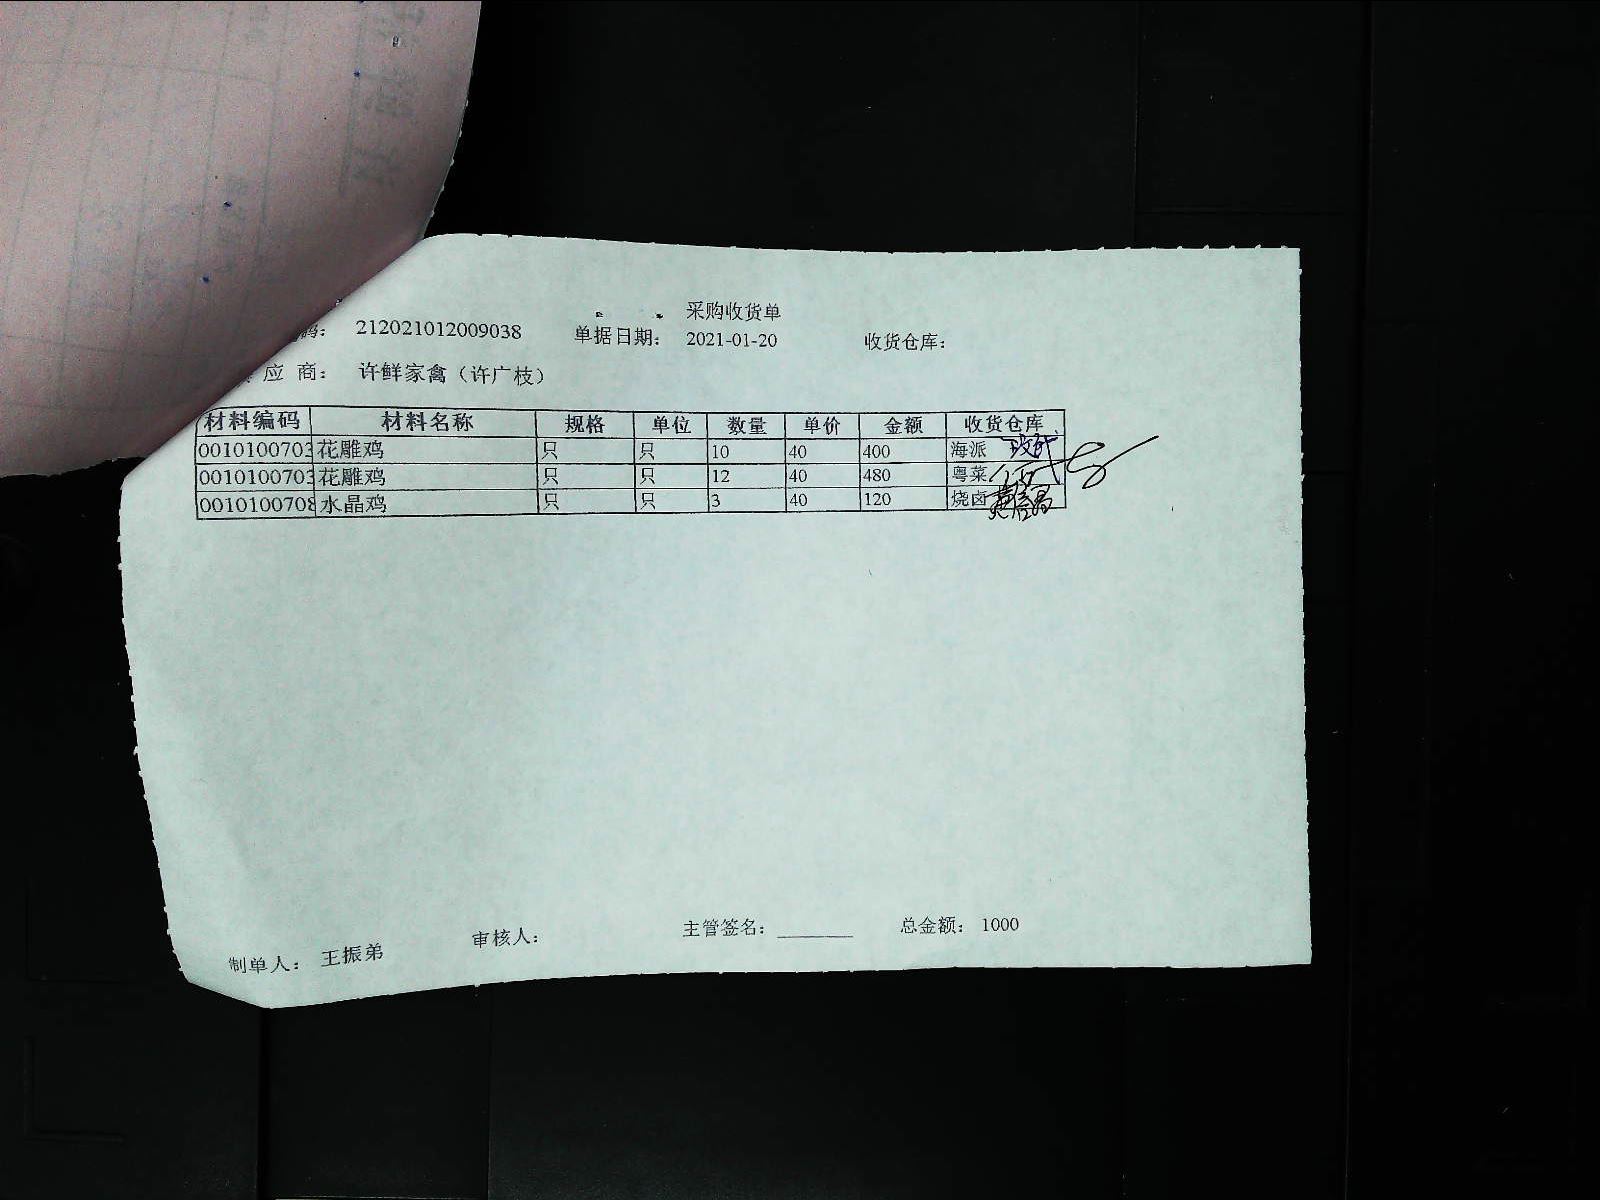 采购收货单
码： 212021012009038 单据日期： 2021-01-20 收货仓库：
应 商： 许鲜家禽（许广枝）
材料编码 材料名称 规格 单位 数量 单价 金额 收货仓库
0010100703 花雕鸡 只 只 10 40 400 海派
0010100703 花雕鸡 只 只 12 40 480 粤菜
0010100708 水晶鸡 只 只 3 40 120 烧卤
制单人： 王振弟 审核人： 主管签名： 总金额： 1000